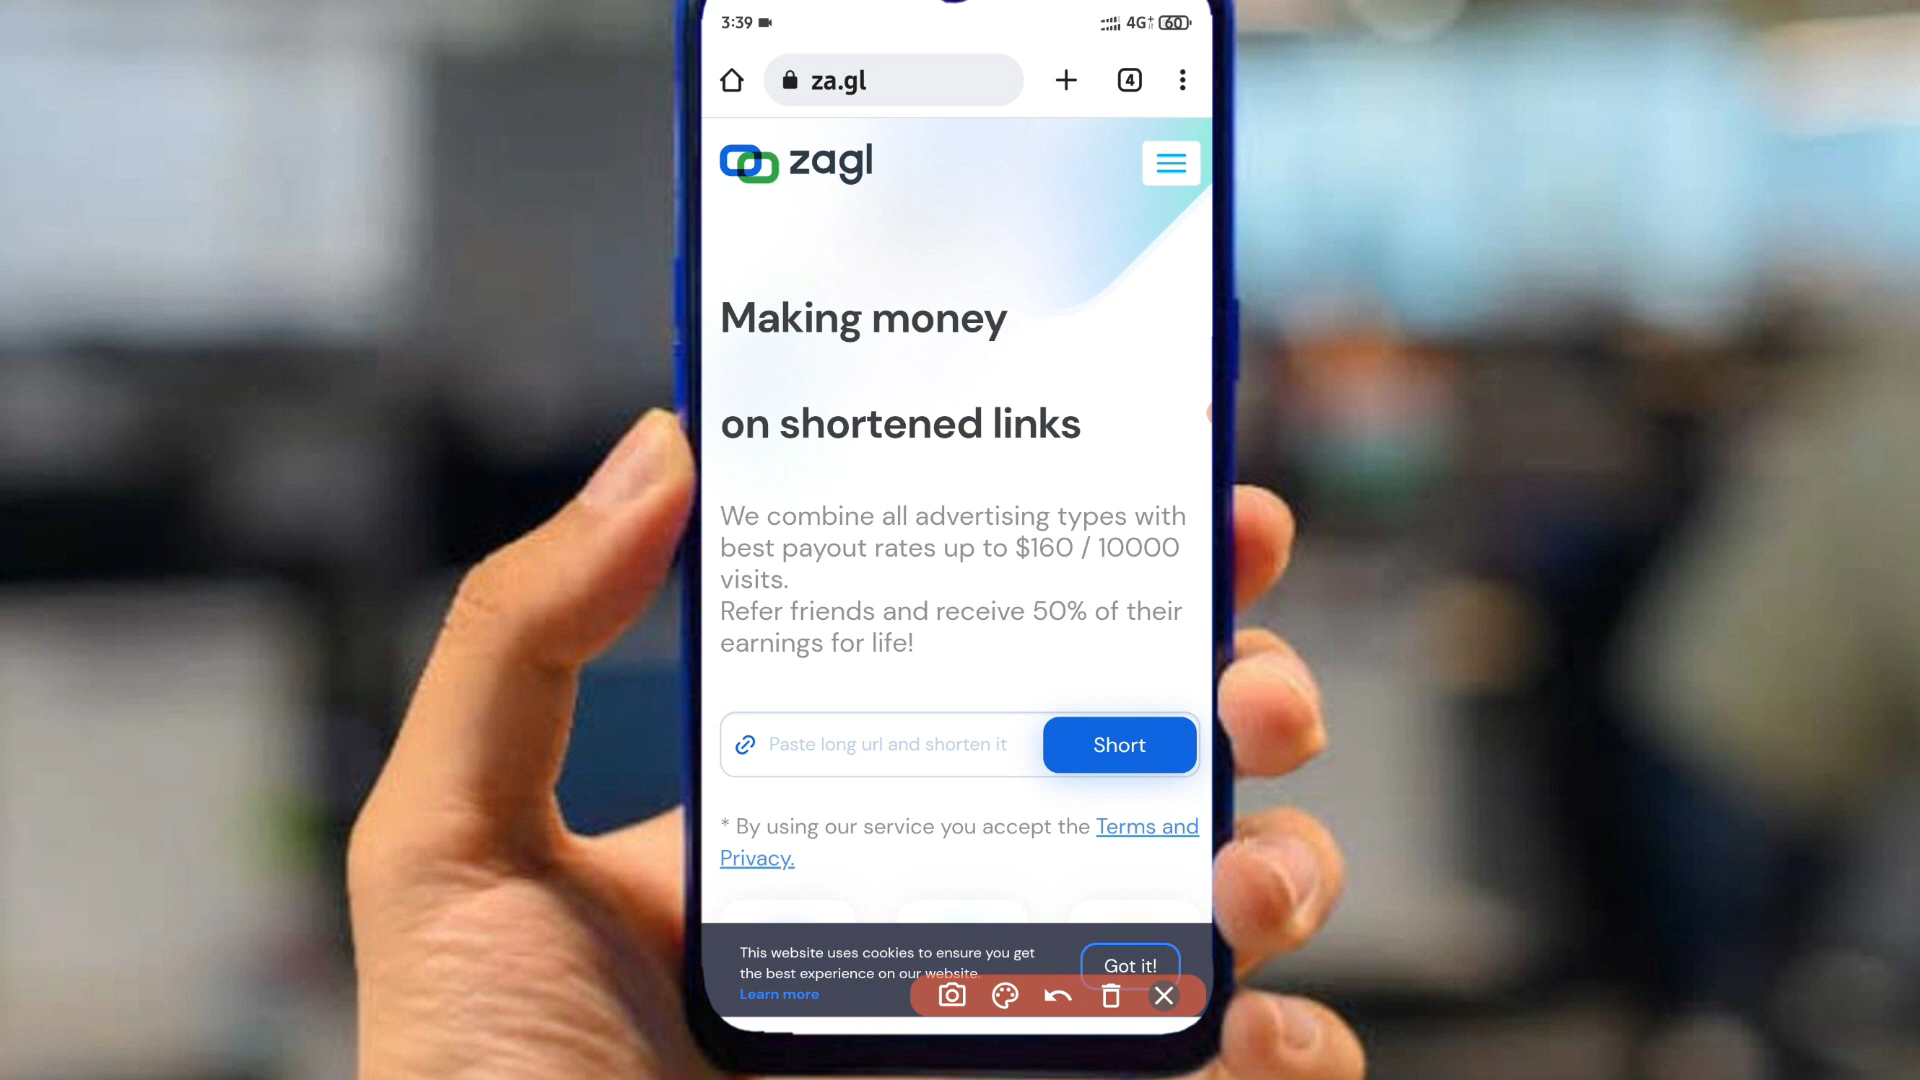 3:39 4G 60
za.gl 4
zagl
Making money
on shortened links
We combine all advertising types with
best payout rates up to $160 / 10000
visits.
Refer friends and receive 50% of their
earnings for life!
Paste long url and shorten it Short
* By using our service you accept the Terms and
Privacy.
This website uses cookies to ensure you get
the best experience on our website.
Learn more
Got it!